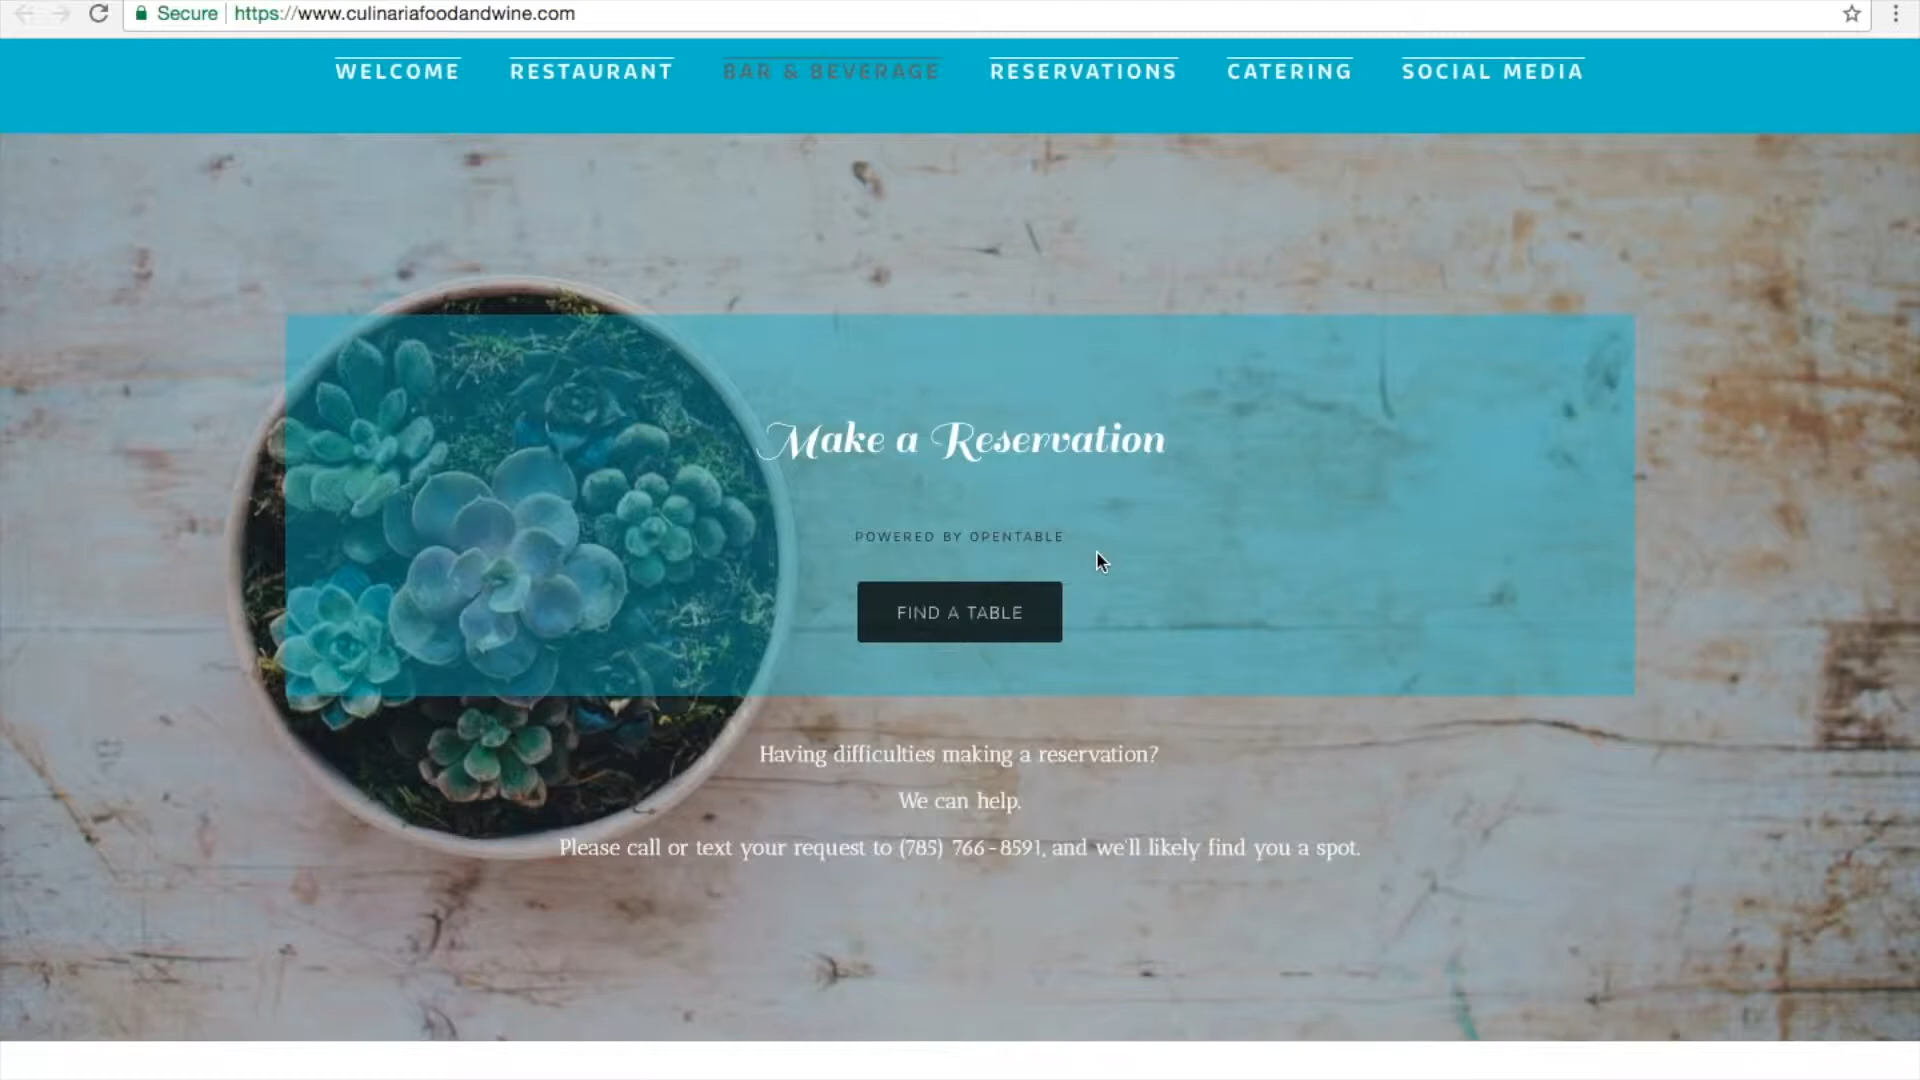 Secure https://www.culinariafoodandwine.com
WELCOME RESTAURANT BAR & BEVERAGE RESERVATIONS CATERING SOCIAL MEDIA
Make a Reservation
POWERED BY OPENTABLE
FIND A TABLE
Having difficulties making a reservation?
We can help.
Please call or text your request to (785) 766-8591, and we'll likely find you a spot.